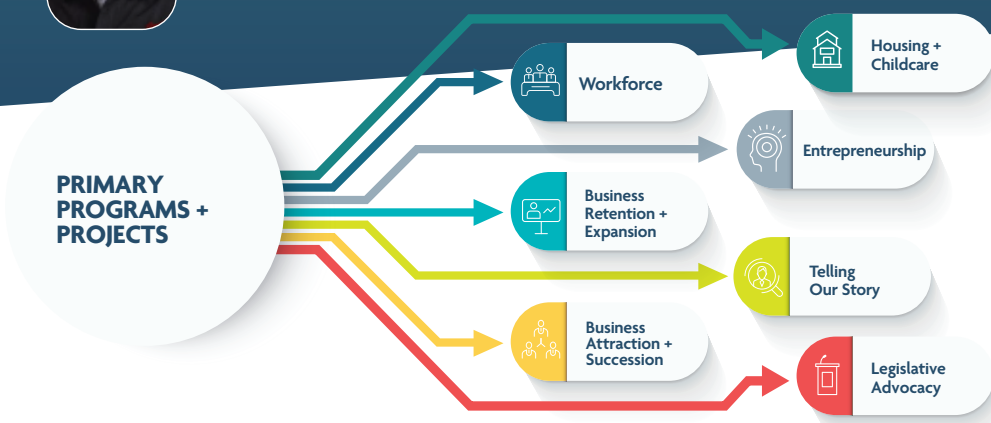 PRIMARY
PROGRAMS +
PROJECTS
Housing +
Childcare
Workforce
Entrepreneurship
Business
Retention +
Expansion
Telling
Our Story
Business
Attraction +
Succession
Legislative
Advocacy